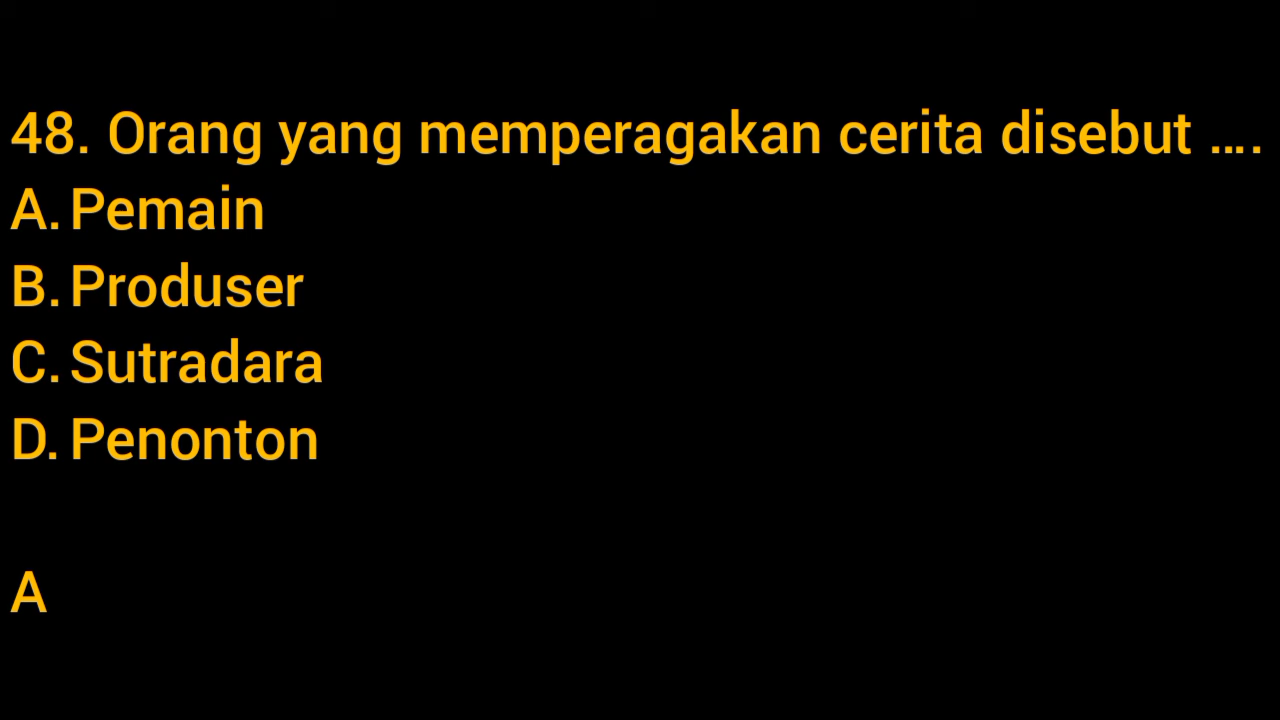 48. Orang yang memperagakan cerita disebut ....
A. Pemain
B. Produser
C. Sutradara
D. Penonton
A